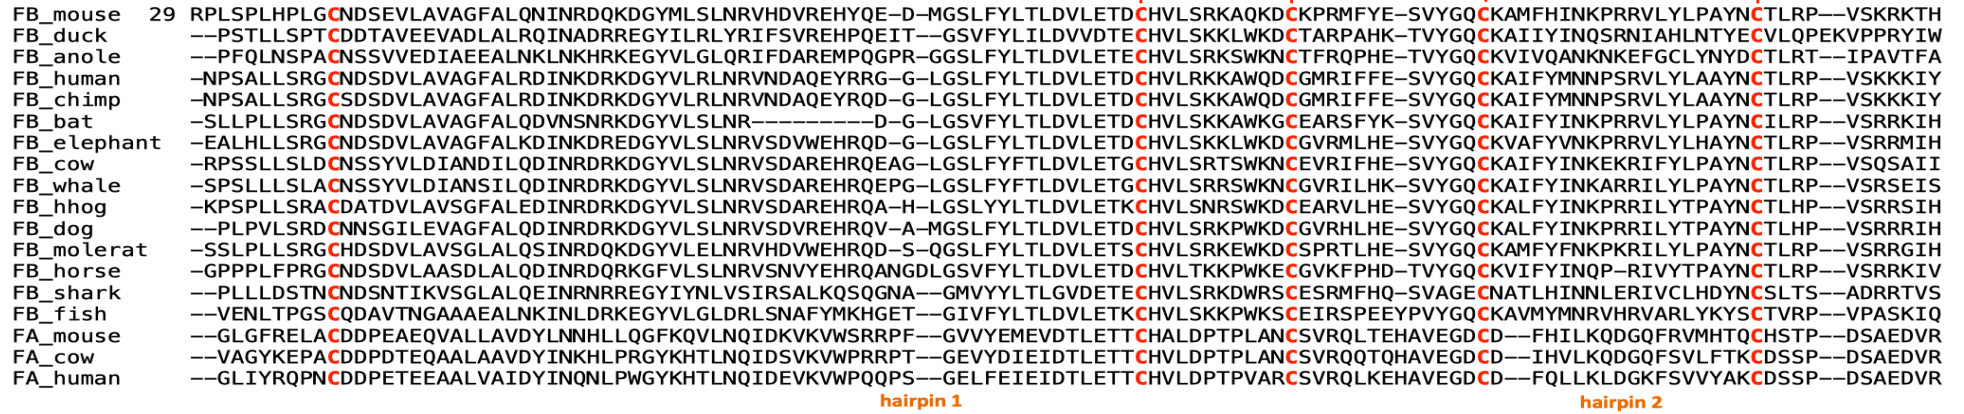 FB_mouse 29 RPLSPLHPLGCNDSEVLAVAGFALQNINRDQKDGYMLSLNRVHDVREHYQE–D–MGSLFYLTLDVLETDCHVLSRKAQKDCKPRMFYE–SVYGQCKAMFHINKPRRVLYLPAYNCTLRP––VSKRKTH
FB_duck ––PSTLLSPTCDDTAVEEVADLALRQINADRREGYILRLYRIFSVREHPQEIT––GSVFYLILDVVDTECHVLSKKLWKDCTARPAHK–TVYGQCKAIIYINQSRNIAHLNTYECVLQPEKVPPRYIW
FB_anole ––PFQLNSPACNSSVVEDIAEEALNKLNKHRKEGYVLGLQRIFDAREMPQGPR–GGSLFYLTLDVLETECHVLSRKSWKNCTFRQPHE–TVYGQCKVIVQANKNKEFGCLYNYDCTLRT––IPAVTFA
FB_human –NPSALLSRGCNDSDVLAVAGFALRDINKDRKDGYVLRLNRVNDAQEYRRG–G–LGSLFYLTLDVLETDCHVLRKKAWQDCGMRIFFE–SVYGQCKAIFYMNNPSRVLYLAAYNCTLRP––VSKKKIY
FB_chimp –NPSALLSRGCSDSDVLAVAGFALRDINKDRKDGYVLRLNRVNDAQEYRQD–G–LGSLFYLTLDVLETDCHVLSKKAWQDCGMRIFFE–SVYGQCKAIFYMNNPSRVLYLAAYNCTLRP––VSKKKIY
FB_bat –SLLPLLSRGCNDSDVLAVAGFALQDVNSNRKDGYVLSLNR–––––––––D–G–LGSVFYLTLDVLETDCHVLSKKAWKGCEARSFYK–SVYGQCKAIFYINKPRRVLYLPAYNCILRP––VSRRKIH
FB_elephant –EALHLLSRGCNDSDVLAVAGFALKDINKDREDGYVLSLNRVSDVWEHRQD–G–LGSLFYLTLDVLETDCHVLSKKLWKDCGVRMLHE–SVYGQCKVAFYVNKPRRVLYLHAYNCTLRP––VSRRMIH
FB_cow –RPSSLLSLDCNSSYVLDIANDILQDINRDRKDGYVLSLNRVSDAREHRQEAG–LGSLFYFTLDVLETGCHVLSRTSWKNCEVRIFHE–SVYGQCKAIFYINKEKRIFYLPAYNCTLRP––VSQSAII
FB_whale –SPSLLLSLACNSSYVLDIANSILQDINRDRKDGYVLSLNRVSDAREHRQEPG–LGSLFYFTLDVLETGCHVLSRRSWKNCGVRILHK–SVYGQCKAIFYINKARRILYLPAYNCTLRP––VSRSEIS
FB_hhog –KPSPLLSRACDATDVLAVSGFALEDINRDRKDGYVLSLNRVSDAREHRQA–H–LGSLYYLTLDVLETKCHVLSNRSWKDCEARVLHE–SVYGQCKALFYINKPRRILYTPAYNCTLHP––VSRRSIH
FB_dog ––PLPVLSRDCNNSGILEVAGFALQDINRDRKDGYVLSLNRVSDAREHRQV–A–MGSLFYLTLDVLETDCHVLSRKPWKDCGVRHLHE–SVYGQCKALFYINKPRRILYTPAYNCTLHP––VSRRRIH
FB_molerat –SSLPLLSRGCHDSDVLAVSGLALQSINRDQKDGYVLELNRVHDVWEHRQD–S–QGSLFYLTLDVLETSCHVLSRKEWKDCSPRTLHE–SVYGQCKAMFYFNKPKRILYLPAYNCTLRP––VSRRGIH
FB_horse –GPPPLFPRGCNDSDVLAASDLALQDINRDQRKGFVLSLNRVSNVYEHRQANGDLGSVFYLTLDVLETDCHVLTKKPWKECGVKFPHD–TVYGQCKVIFYINQP–RIVYTPAYNCTLRP––VSRRKIV
FB_shark ––PLLLDSTNCNDSNTIKVSGLALQEINRNRREGYIYNLVSIRSALKQSQGNA––GMVYYLTLGVDETECHVLSRKDWRSCESRMFHQ–SVAGECNATLHINNLERIVCLHDYNCSLTS––ADRRTVS
FB_fish ––VENLTPGSCQDAVTNGAAAEALNKINLDRKEGYVLGLDRLSNAFYMKHGET––GIVFYLTLDVLETKCHVLSKKPWKSCEIRSPEEYPVYGQCKAVMYMNRVHRVARLYKYSCTVRP––VPASKIQ
FA_mouse ––GLGFRELACDDPEAEQVALLAVDYLNNHLLQGFKQVLNQIDKVKVWSRRPF––GVVYEMEVDTLETTCHALDPTPLANCSVRQLTEHAVEGDCD––FHILKQDGQFRVMHTQCHSTP––DSAEDVR
FA_cow ––VAGYKEPACDDPDTEQAALAAVDYINKHLPRGYKHTLNQIDSVKVWPRRPT––GEVYDIEIDTLETTCHVLDPTPLANCSVRQQTQHAVEGDCD––IHVLKQDGQFSVLFTKCDSSP––DSAEDVR
FA_human ––GLIYRQPNCDDPETEEAALVAIDYINQNLPWGYKHTLNQIDEVKVWPQQPS––GELFEIEIDTLETTCHVLDPTPVARCSVRQLKEHAVEGDCD––FQLLKLDGKFSVVYAKCDSSP––DSAEDVR
hairpin 1 hairpin 2